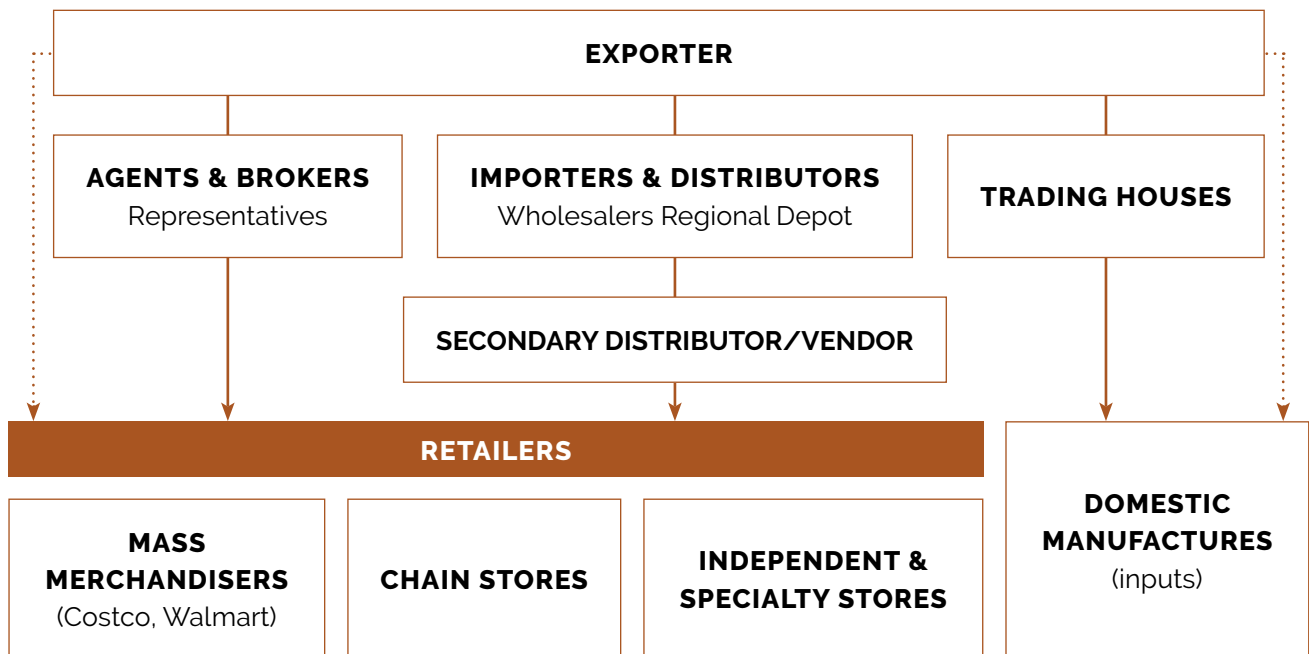 EXPORTER
AGENTS & BROKERS
Representatives
IMPORTERS & DISTRIBUTORS
Wholesalers Regional Depot
TRADING HOUSES
SECONDARY DISTRIBUTOR/VENDOR
RETAILERS
MASS
MERCHANDISERS
(Costco, Walmart)
CHAIN STORES
INDEPENDENT &
SPECIALTY STORES
DOMESTIC
MANUFACTURES
(inputs)